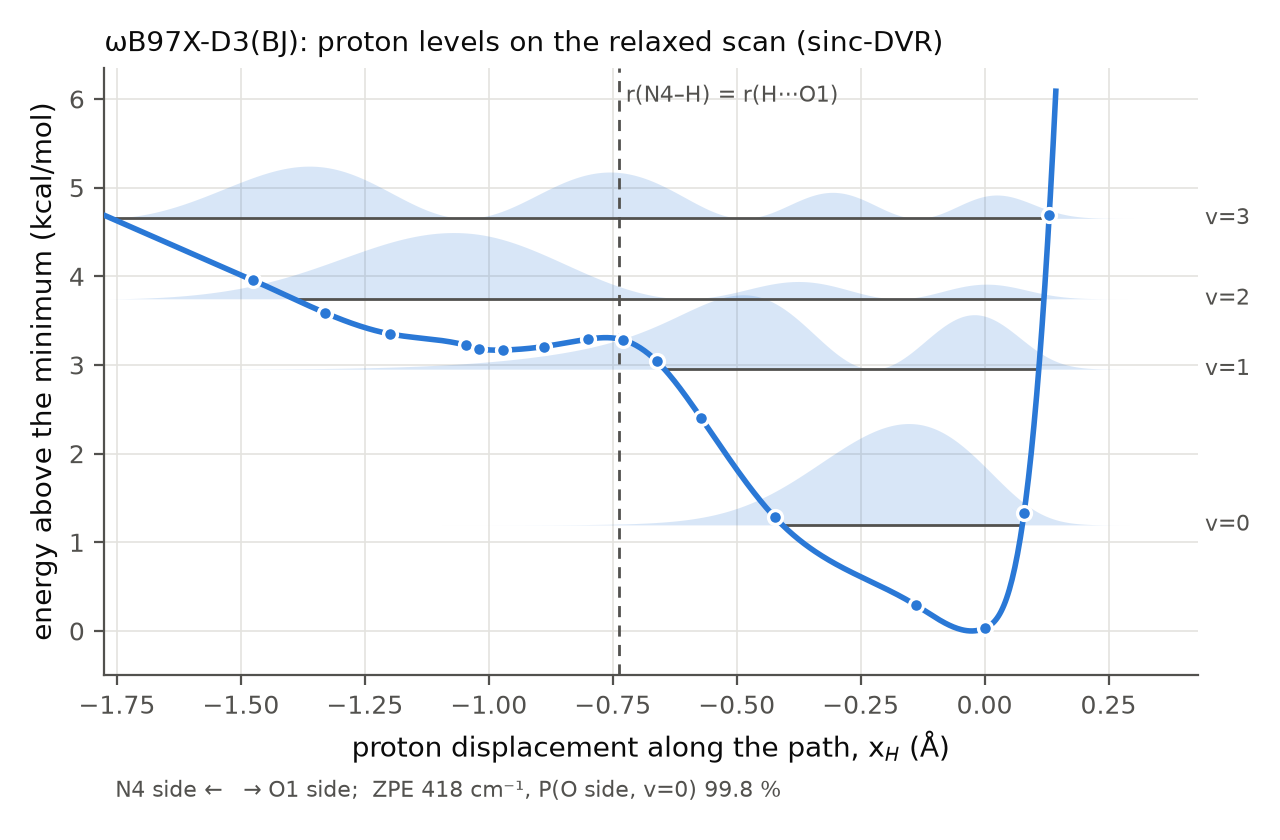 ωB97X-D3(BJ): proton levels on the relaxed scan (sinc-DVR)
r(N4–H) = r(H···O1)
energy above the minimum (kcal/mol)
6
5
4
3
2
1
0
v=3
v=2
v=1
v=0
−1.75 −1.50 −1.25 −1.00 −0.75 −0.50 −0.25 0.00 0.25
proton displacement along the path, x_H (Å)
N4 side ← → O1 side; ZPE 418 cm⁻¹, P(O side, v=0) 99.8 %